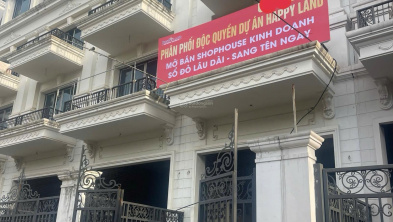 PHÂN PHỐI ĐỘC QUYỀN DỰ ÁN HAPPY LAND
MỞ BÁN SHOPHOUSE KINH DOANH
SỔ ĐỎ LÂU DÀI - SANG TÊN NGAY